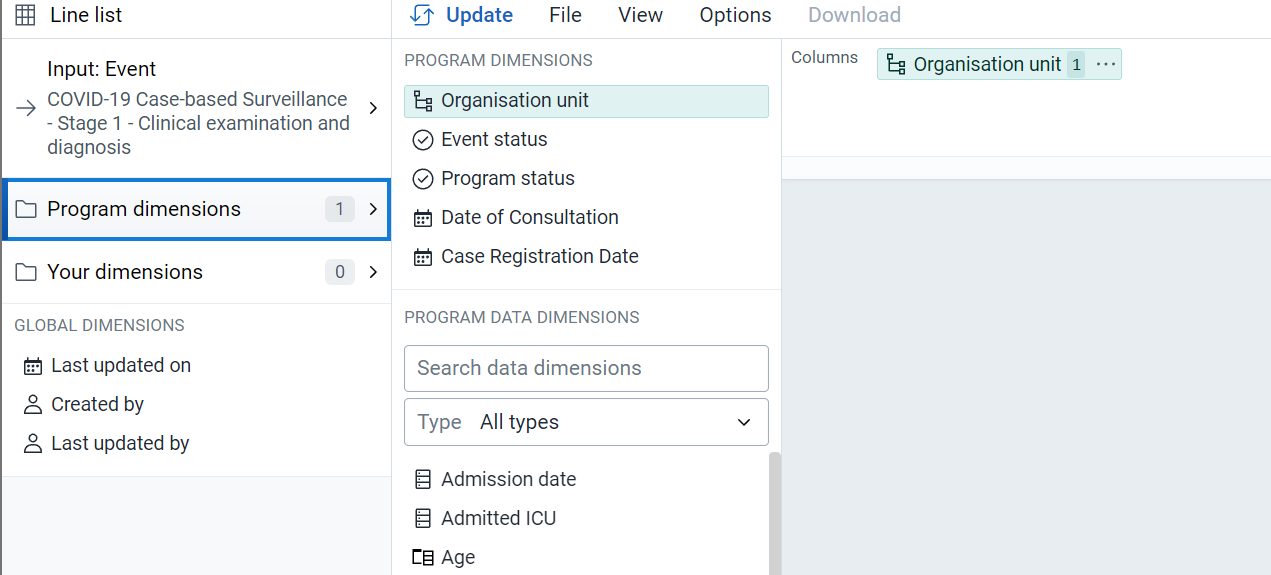 Line list
Update File View Options Download
Input: Event
COVID-19 Case-based Surveillance
- Stage 1 - Clinical examination and
diagnosis
Program dimensions 1
Your dimensions 0
GLOBAL DIMENSIONS
Last updated on
Created by
Last updated by
PROGRAM DIMENSIONS
Organisation unit
Event status
Program status
Date of Consultation
Case Registration Date
PROGRAM DATA DIMENSIONS
Search data dimensions
Type All types
Admission date
Admitted ICU
Age
Columns Organisation unit 1 ...